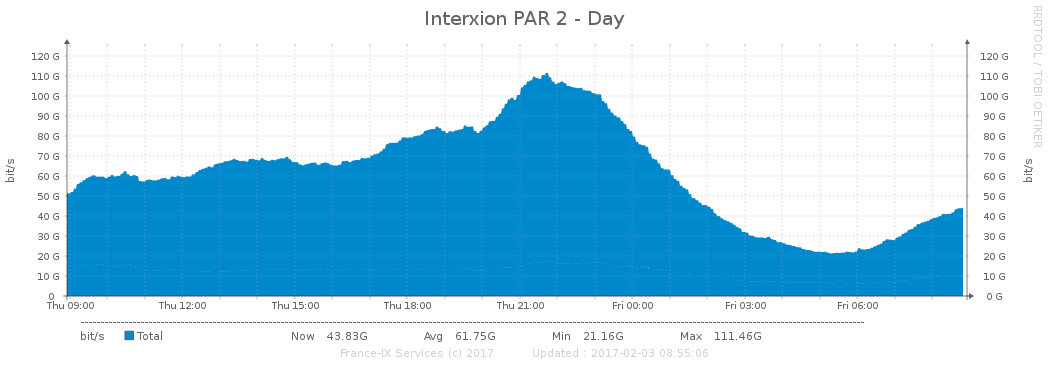 Interxion PAR 2 - Day
RRDTOOL / TOBI OETIKER
bit/s
120 G 120 G
110 G 110 G
100 G 100 G
90 G 90 G
80 G 80 G
70 G 70 G
60 G 60 G
50 G 50 G
40 G 40 G
30 G 30 G
20 G 20 G
10 G 10 G
0 0 G
bit/s
Thu 09:00 Thu 12:00 Thu 15:00 Thu 18:00 Thu 21:00 Fri 00:00 Fri 03:00 Fri 06:00
bit/s Total Now 43.83G Avg 61.75G Min 21.16G Max 111.46G
France-IX Services (c) 2017 Updated : 2017-02-03 08:55:06